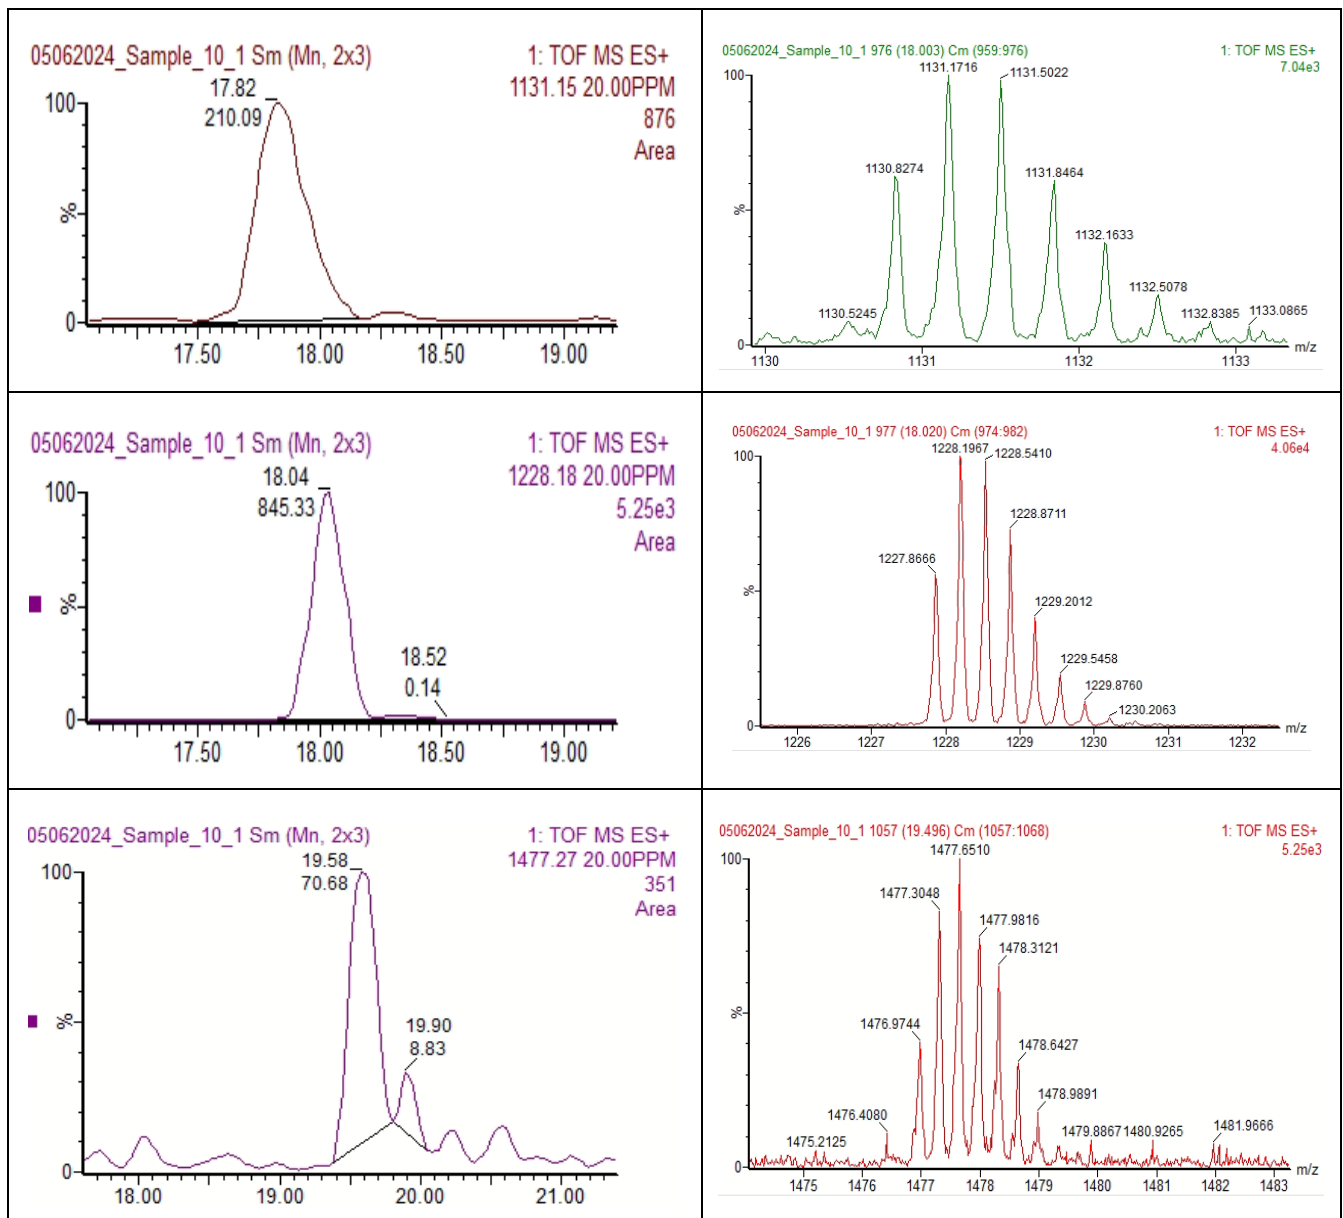 05062024_Sample_10_1 Sm (Mn, 2x3)
1: TOF MS ES+
1131.15 20.00PPM
876
Area
17.82
210.09
100
%
0
17.50 18.00 18.50 19.00
05062024_Sample_10_1 976 (18.003) Cm (959:976)
1: TOF MS ES+
7.04e3
1131.1716
1131.5022
1130.8274
1131.8464
1132.1633
1132.5078
1130.5245
1132.8385
1133.0865
100
%
0
1130 1131 1132 1133
m/z
05062024_Sample_10_1 Sm (Mn, 2x3)
1: TOF MS ES+
1228.18 20.00PPM
5.25e3
Area
18.04
845.33
18.52
0.14
100
%
0
17.50 18.00 18.50 19.00
05062024_Sample_10_1 977 (18.020) Cm (974:982)
1: TOF MS ES+
4.06e4
1228.1967
1228.5410
1228.8711
1227.8666
1229.2012
1229.5458
1229.8760
1230.2063
100
%
0
1226 1227 1228 1229 1230 1231 1232
m/z
05062024_Sample_10_1 Sm (Mn, 2x3)
1: TOF MS ES+
1477.27 20.00PPM
351
Area
19.58
70.68
19.90
8.83
100
%
0
18.00 19.00 20.00 21.00
05062024_Sample_10_1 1057 (19.496) Cm (1057:1068)
1: TOF MS ES+
5.25e3
1477.6510
1477.3048
1477.9816
1478.3121
1476.9744
1478.6427
1478.9891
1476.4080
1475.2125
1479.8867
1480.9265
1481.9666
100
%
0
1475 1476 1477 1478 1479 1480 1481 1482 1483
m/z